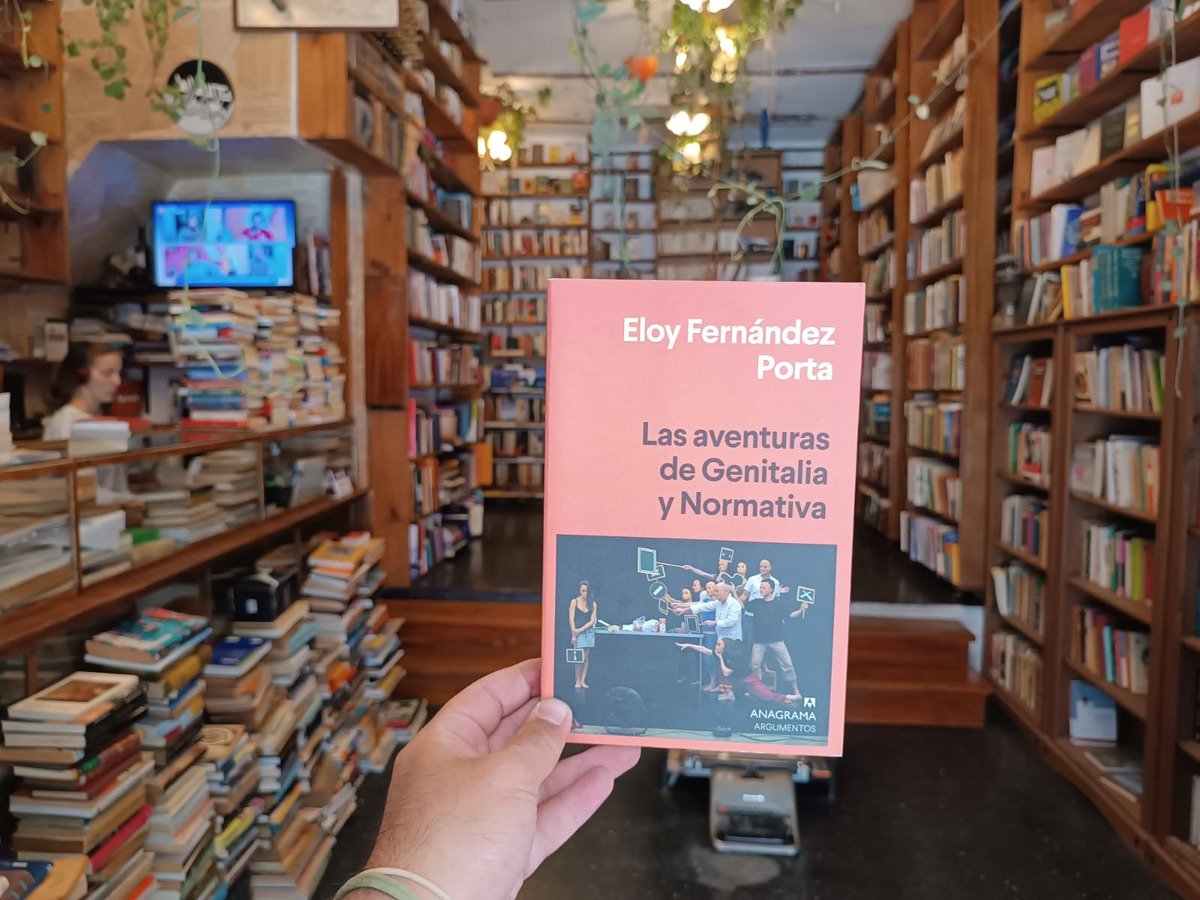 Eloy Fernández
Porta
Las aventuras
de Genitalia
y Normativa
ANAGRAMA
ARGUMENTOS